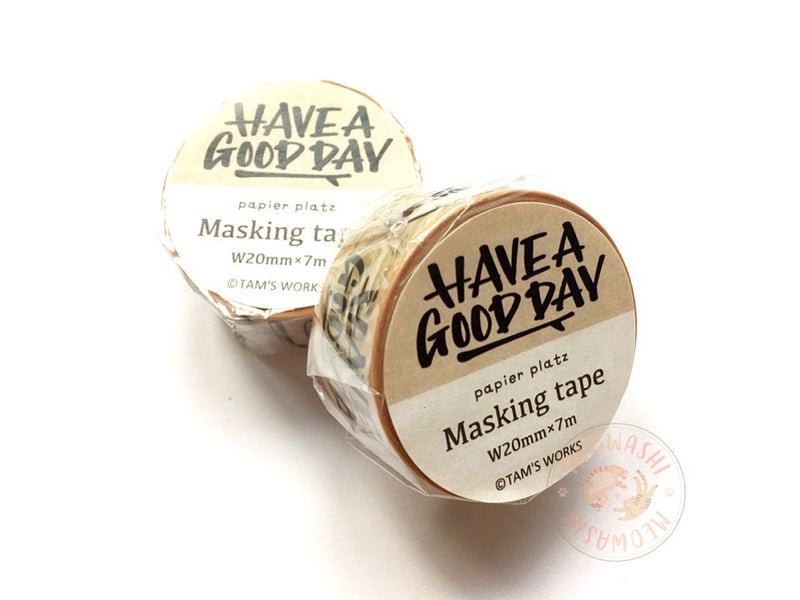 HAVE A
GOOD DAY
papier platz
Masking tap
W20mm×7m
©TAM'S WORKS
HAVE A
GOOD DAY
papier platz
Masking tape
W20mm×7m
©TAM'S WORKS
MEOWASHI
MEOWASHI